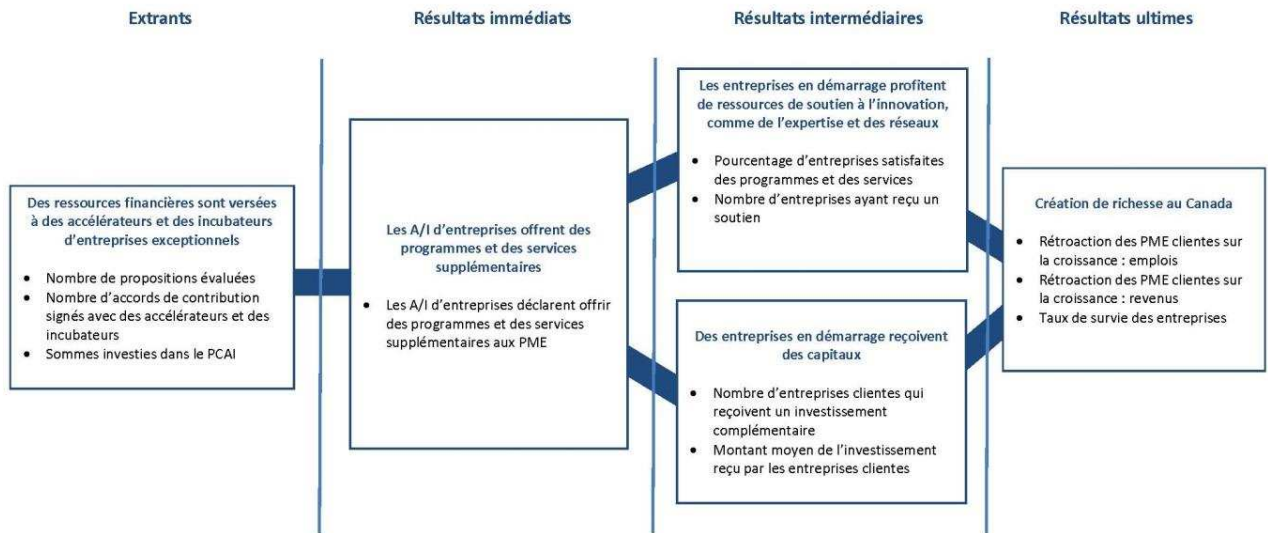 Extrants
Résultats immédiats
Résultats intermédiaires
Résultats ultimes
Des ressources financières sont versées
à des accélérateurs et des incubateurs
d'entreprises exceptionnels
• Nombre de propositions évaluées
• Nombre d'accords de contribution
signés avec des accélérateurs et des
incubateurs
• Sommes investies dans le PCAI
Les A/I d'entreprises offrent des
programmes et des services
supplémentaires
• Les A/I d'entreprises déclarent offrir
des programmes et des services
supplémentaires aux PME
Les entreprises en démarrage profitent
de ressources de soutien à l'innovation,
comme de l'expertise et des réseaux
• Pourcentage d'entreprises satisfaites
des programmes et des services
• Nombre d'entreprises ayant reçu un
soutien
Des entreprises en démarrage reçoivent
des capitaux
• Nombre d'entreprises clientes qui
reçoivent un investissement
complémentaire
• Montant moyen de l'investissement
reçu par les entreprises clientes
Création de richesse au Canada
• Rétroaction des PME clientes sur
la croissance : emplois
• Rétroaction des PME clientes sur
la croissance : revenus
• Taux de survie des entreprises